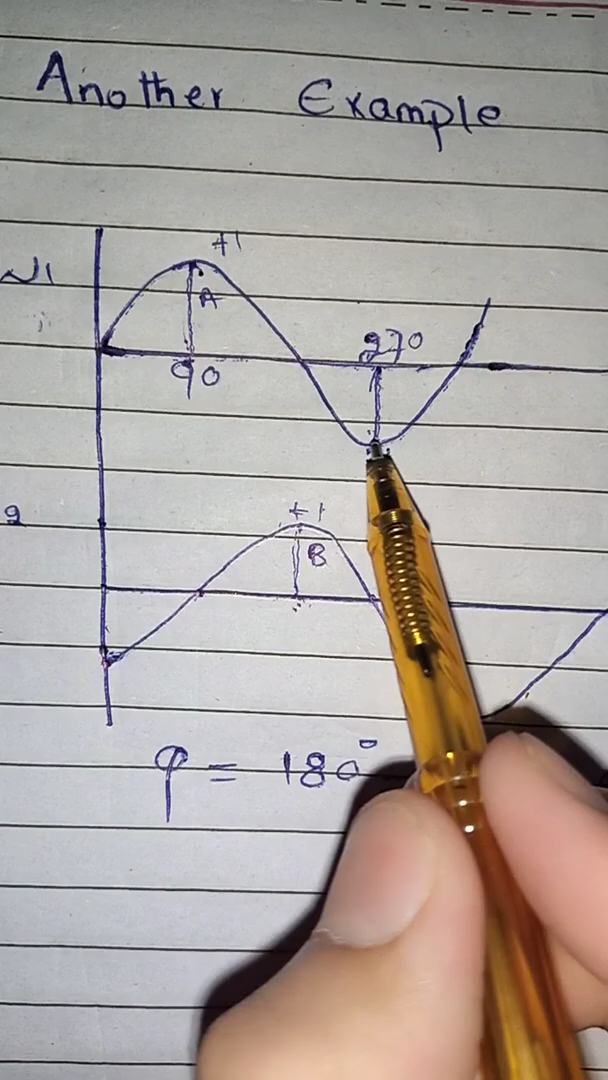 Another Example
+1
A
270
90
+1
B
φ = 180°